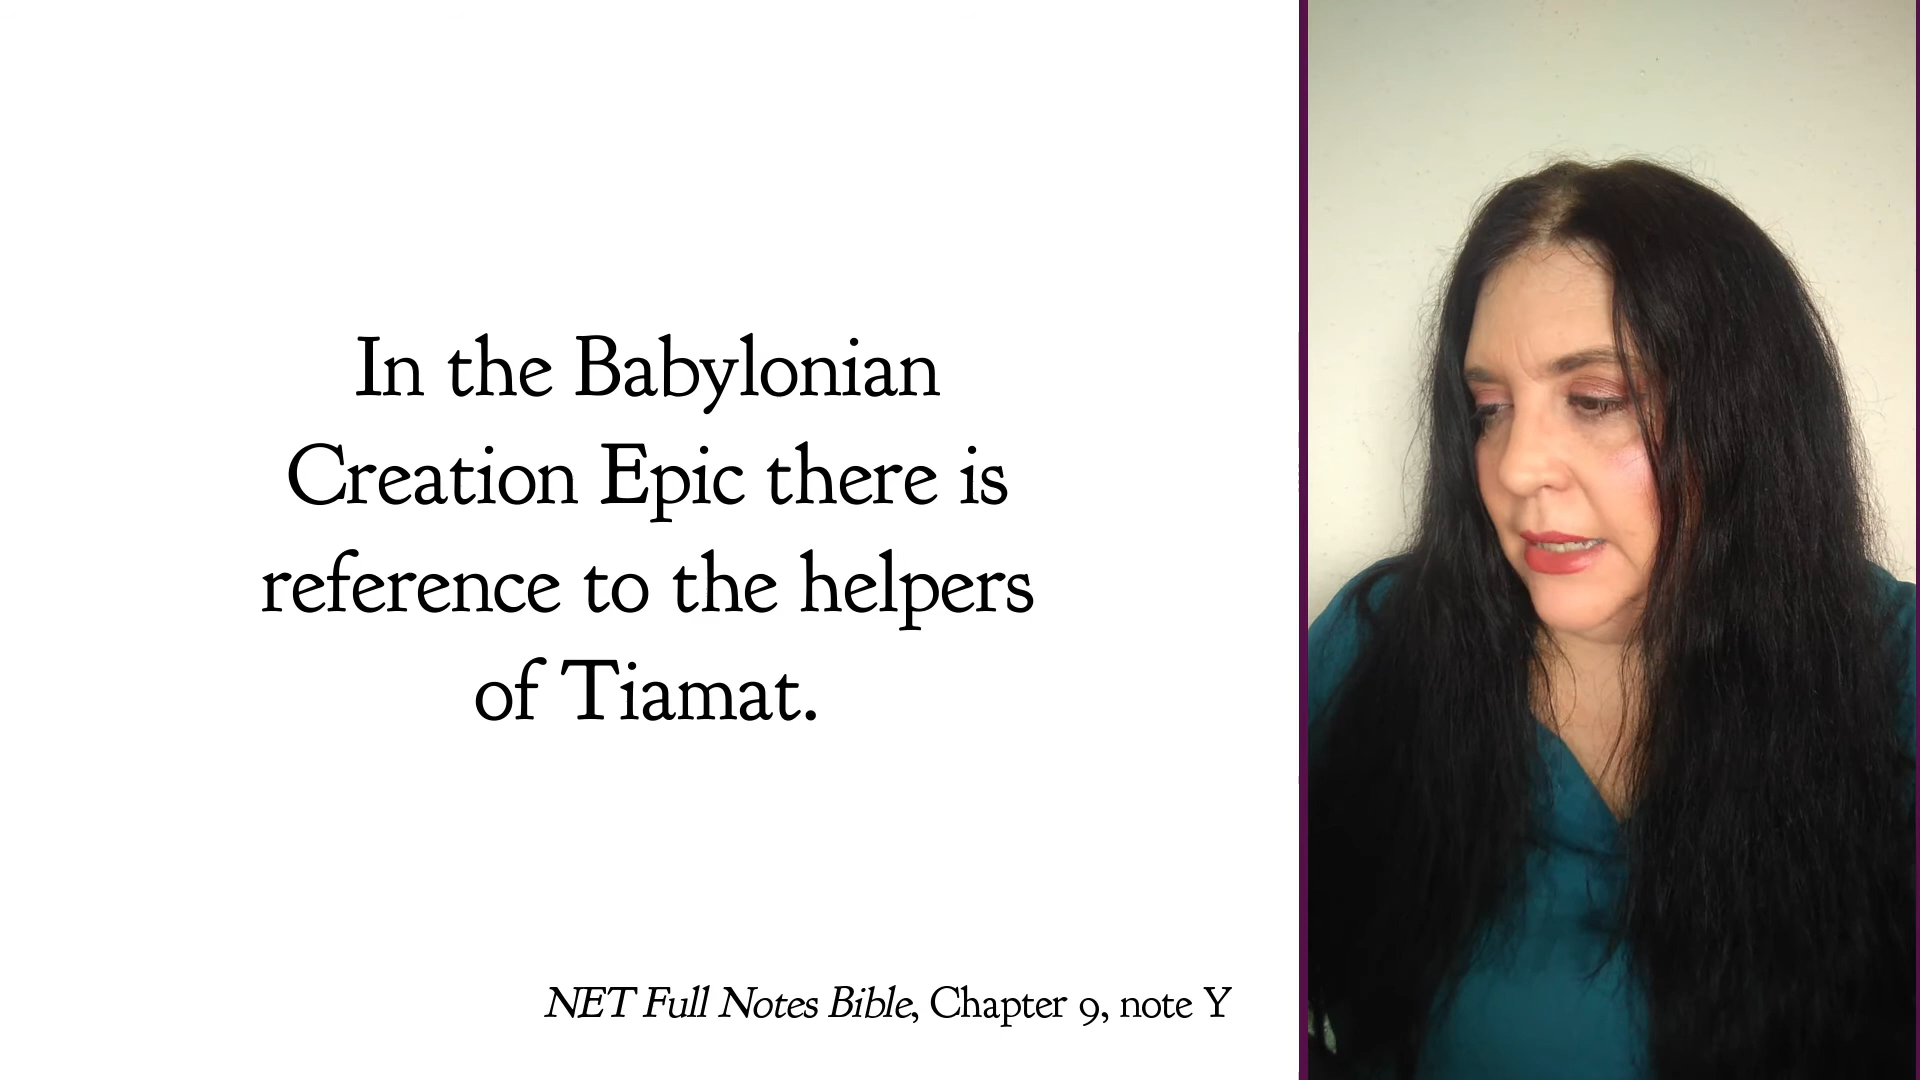 In the Babylonian
Creation Epic there is
reference to the helpers
of Tiamat.
NET Full Notes Bible, Chapter 9, note Y